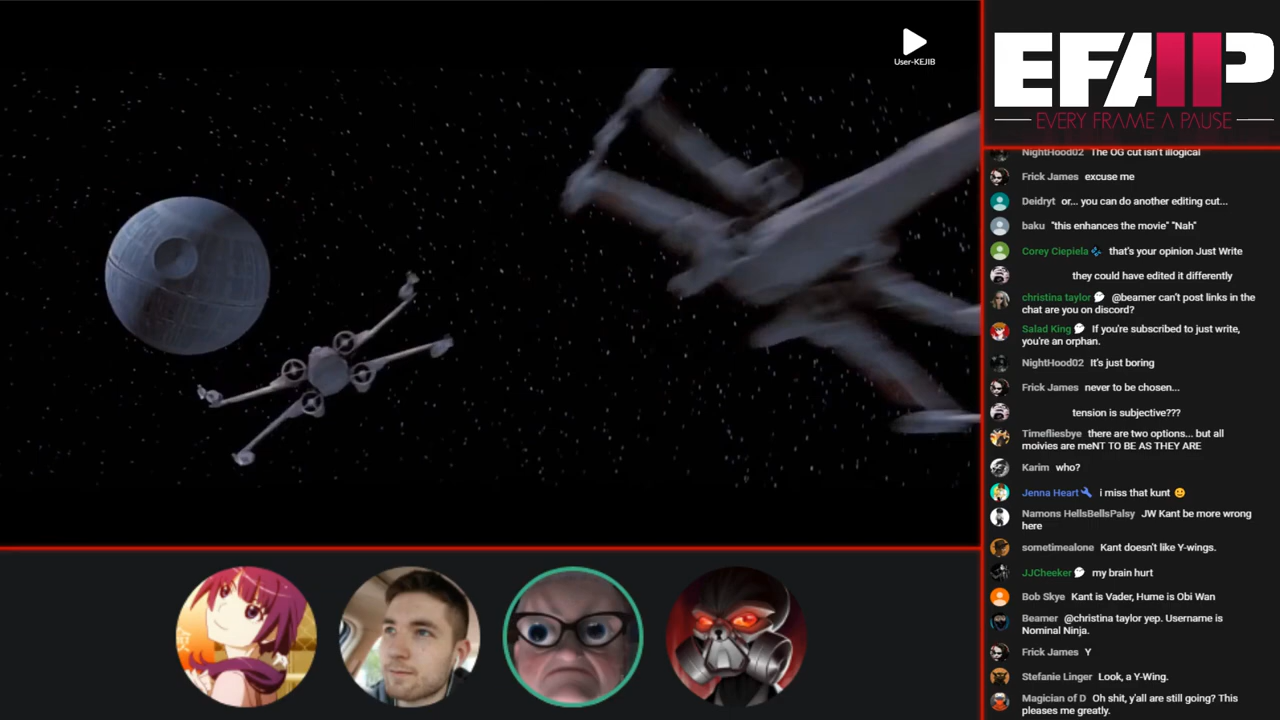 User-KEJIB
EFAP
EVERY FRAME A PAUSE
NightHood02 The OG cut isn't illogical
Frick James excuse me
Deidryt or... you can do another editing cut...
baku "this enhances the movie" "Nah"
Corey Ciepiela that's your opinion Just Write
they could have edited it differently
christina taylor @beamer can't post links in the
chat are you on discord?
Salad King If you're subscribed to just write,
you're an orphan.
NightHood02 It's just boring
Frick James never to be chosen...
tension is subjective???
Timefliesbye there are two options... but all
moivies are meNT TO BE AS THEY ARE
Karim who?
Jenna Heart i miss that kunt
Namons HellsBellsPalsy JW Kant be more wrong
here
sometimealone Kant doesn't like Y-wings.
JJCheeker my brain hurt
Bob Skye Kant is Vader, Hume is Obi Wan
Beamer @christina taylor yep. Username is
Nominal Ninja.
Frick James Y
Stefanie Linger Look, a Y-Wing.
Magician of D Oh shit, y'all are still going? This
pleases me greatly.